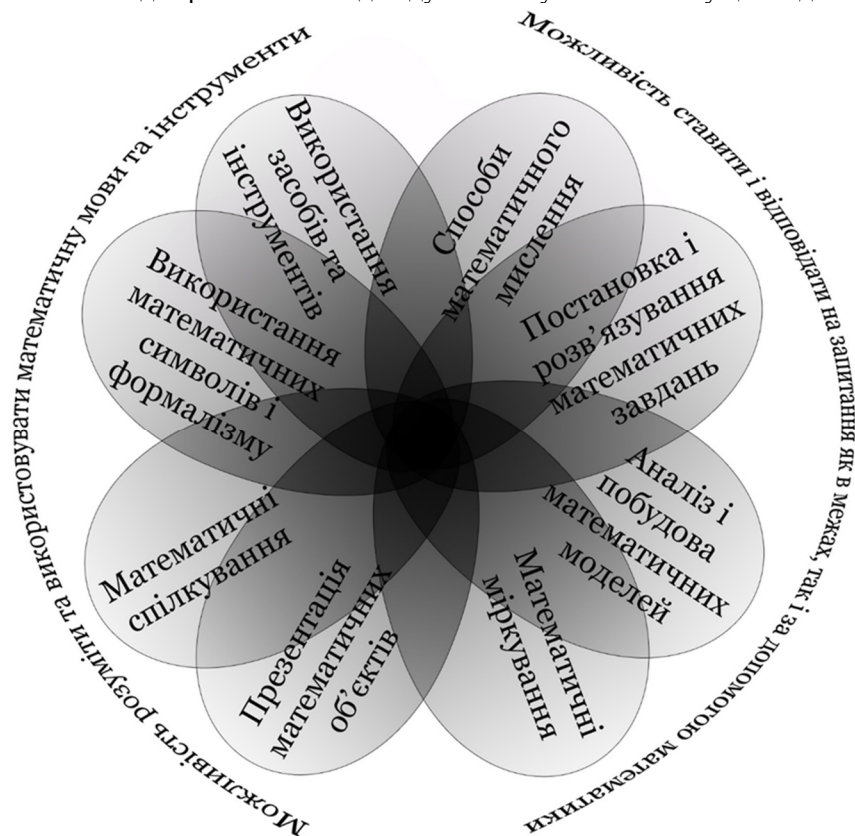 Можливість розуміти та використовувати математичну мови та інструменти
Можливість ставити і відповідати на запитання як в межах, так і за допомогою математики
Використання
засобів та
інструментів
Способи
математичного
мислення
Постановка і
розв’язування
математичних
завдань
Аналіз і
побудова
математичних
моделей
Математичні
міркування
Презентація
математичних
об’єктів
Математичні
спілкування
Використання
математичних
символів і
формалізму